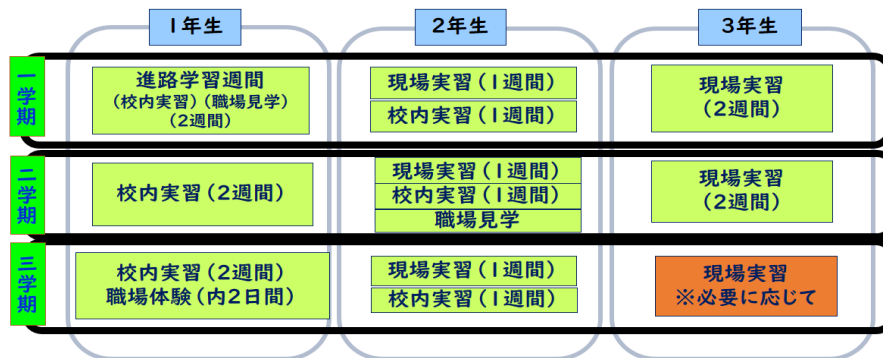 1年生
2年生
3年生
一学期
進路学習週間
(校内実習)(職場見学)
(2週間)
現場実習(1週間)
校内実習(1週間)
現場実習
(2週間)
二学期
校内実習(2週間)
現場実習(1週間)
校内実習(1週間)
職場見学
現場実習
(2週間)
三学期
校内実習(2週間)
職場体験(内2日間)
現場実習(1週間)
校内実習(1週間)
現場実習
※必要に応じて